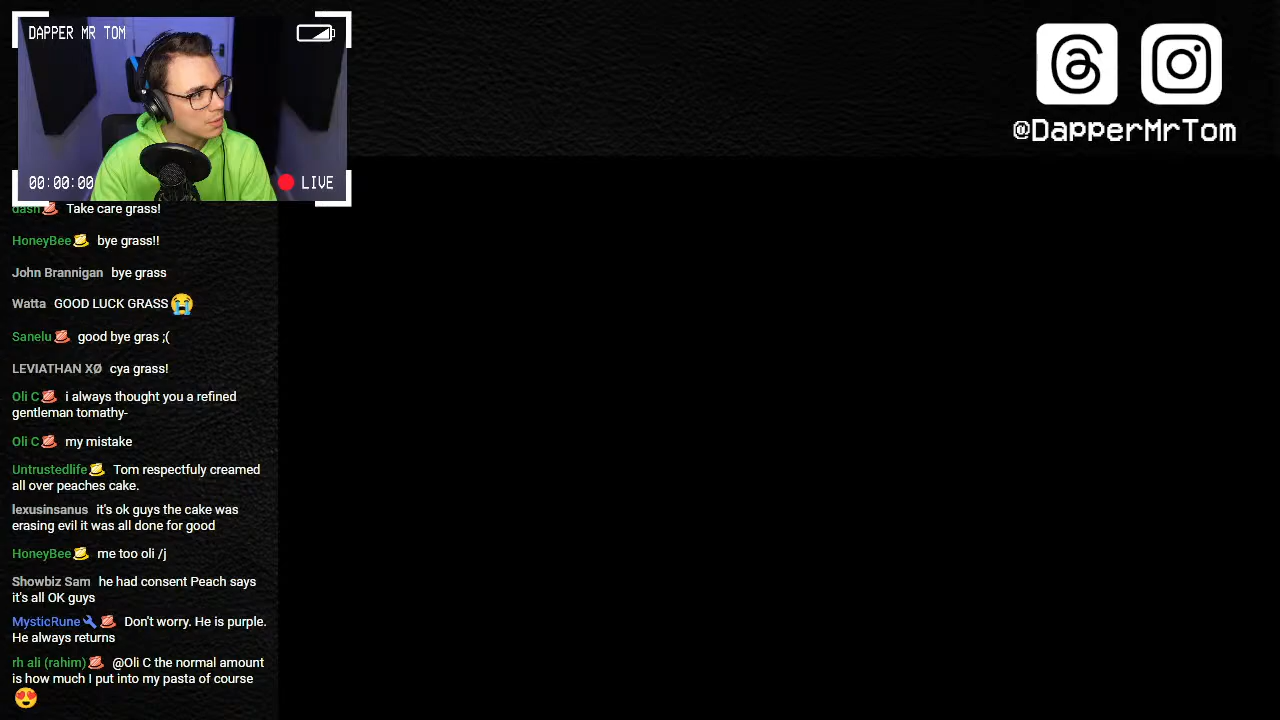 DAPPER MR TOM
00:00:00
LIVE
@DapperMrTom
dash Take care grass!
HoneyBee bye grass!!
John Brannigan bye grass
Watta GOOD LUCK GRASS😭
Sanelu good bye gras ;(
LEVIATHAN XØ cya grass!
Oli C i always thought you a refined
gentleman tomathy-
Oli C my mistake
Untrustedlife Tom respectfuly creamed
all over peaches cake.
lexusinsanus it's ok guys the cake was
erasing evil it was all done for good
HoneyBee me too oli /j
Showbiz Sam he had consent Peach says
it's all OK guys
MysticRune Don't worry. He is purple.
He always returns
rh ali (rahim) @Oli C the normal amount
is how much I put into my pasta of course
😍